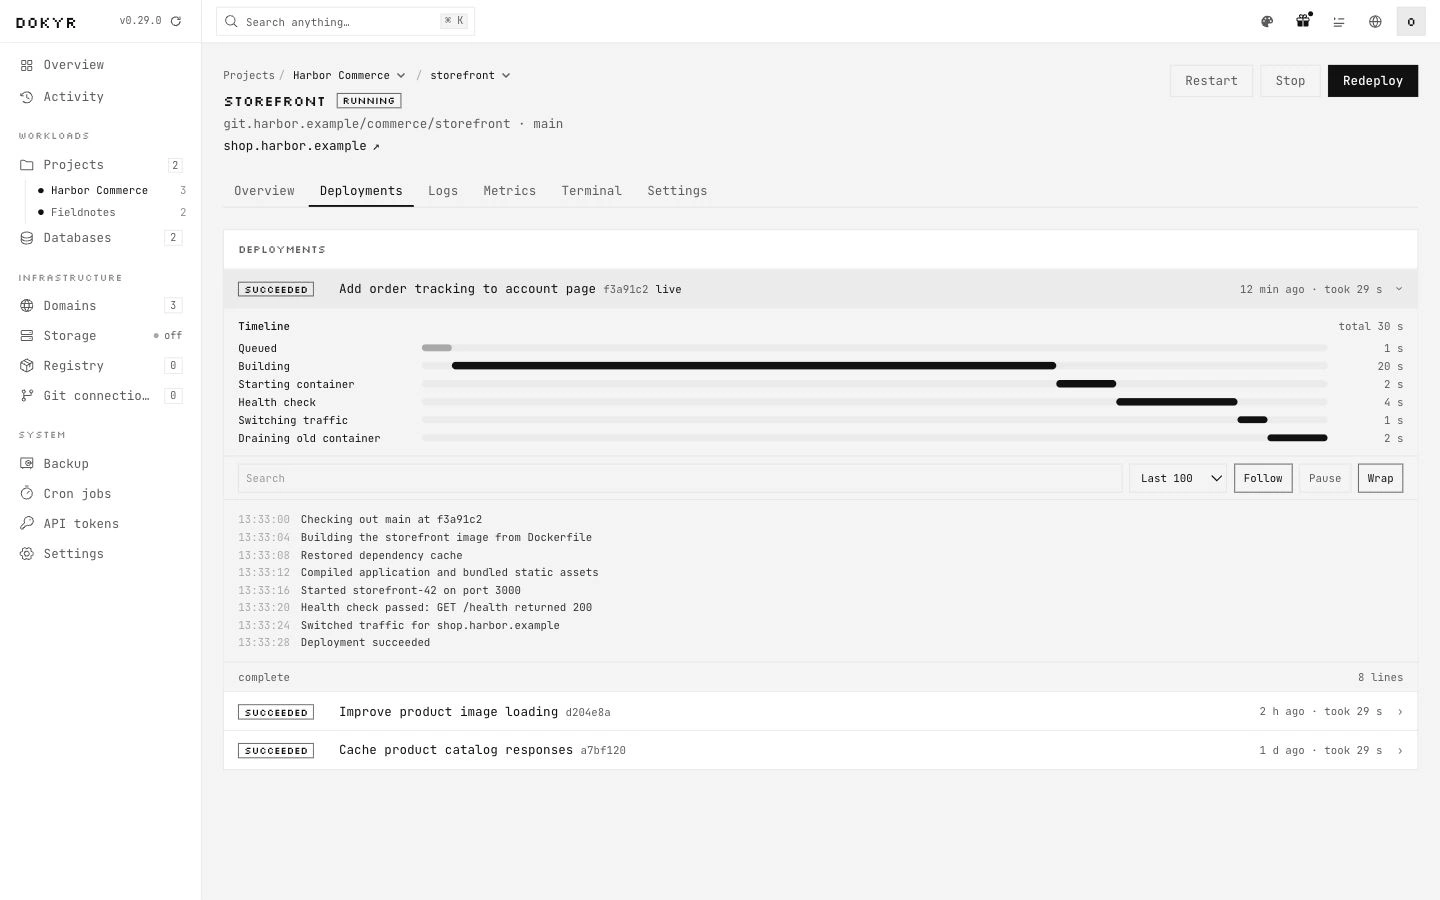 DOKYR v0.29.0
Search anything… ⌘ K
O
Overview
Activity
WORKLOADS
Projects 2
Harbor Commerce 3
Fieldnotes 2
Databases 2
INFRASTRUCTURE
Domains 3
Storage off
Registry 0
Git connectio… 0
SYSTEM
Backup
Cron jobs
API tokens
Settings
Projects / Harbor Commerce / storefront
STOREFRONT RUNNING
git.harbor.example/commerce/storefront · main
shop.harbor.example ↗
Restart Stop Redeploy
Overview Deployments Logs Metrics Terminal Settings
DEPLOYMENTS
SUCCEEDED Add order tracking to account page f3a91c2 live 12 min ago · took 29 s
Timeline total 30 s
Queued 1 s
Building 20 s
Starting container 2 s
Health check 4 s
Switching traffic 1 s
Draining old container 2 s
Search Last 100 Follow Pause Wrap
13:33:00 Checking out main at f3a91c2
13:33:04 Building the storefront image from Dockerfile
13:33:08 Restored dependency cache
13:33:12 Compiled application and bundled static assets
13:33:16 Started storefront-42 on port 3000
13:33:20 Health check passed: GET /health returned 200
13:33:24 Switched traffic for shop.harbor.example
13:33:28 Deployment succeeded
complete 8 lines
SUCCEEDED Improve product image loading d204e8a 2 h ago · took 29 s ›
SUCCEEDED Cache product catalog responses a7bf120 1 d ago · took 29 s ›